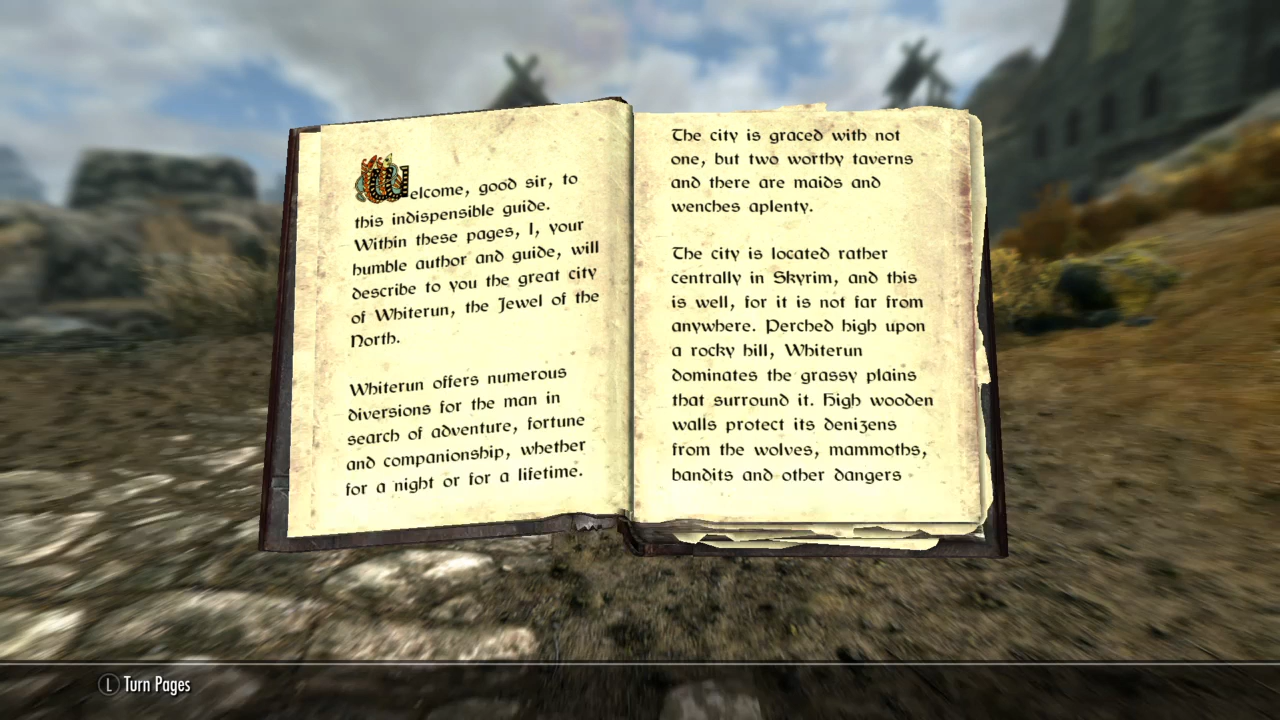 Welcome, good sir, to
this indispensible guide.
Within these pages, I, your
humble author and guide, will
describe to you the great city
of Whiterun, the Jewel of the
North.
Whiterun offers numerous
diversions for the man in
search of adventure, fortune
and companionship, whether
for a night or for a lifetime.
The city is graced with not
one, but two worthy taverns
and there are maids and
wenches aplenty.
The city is located rather
centrally in Skyrim, and this
is well, for it is not far from
anywhere. Perched high upon
a rocky hill, Whiterun
dominates the grassy plains
that surround it. High wooden
walls protect its denizens
from the wolves, mammoths,
bandits and other dangers
L Turn Pages